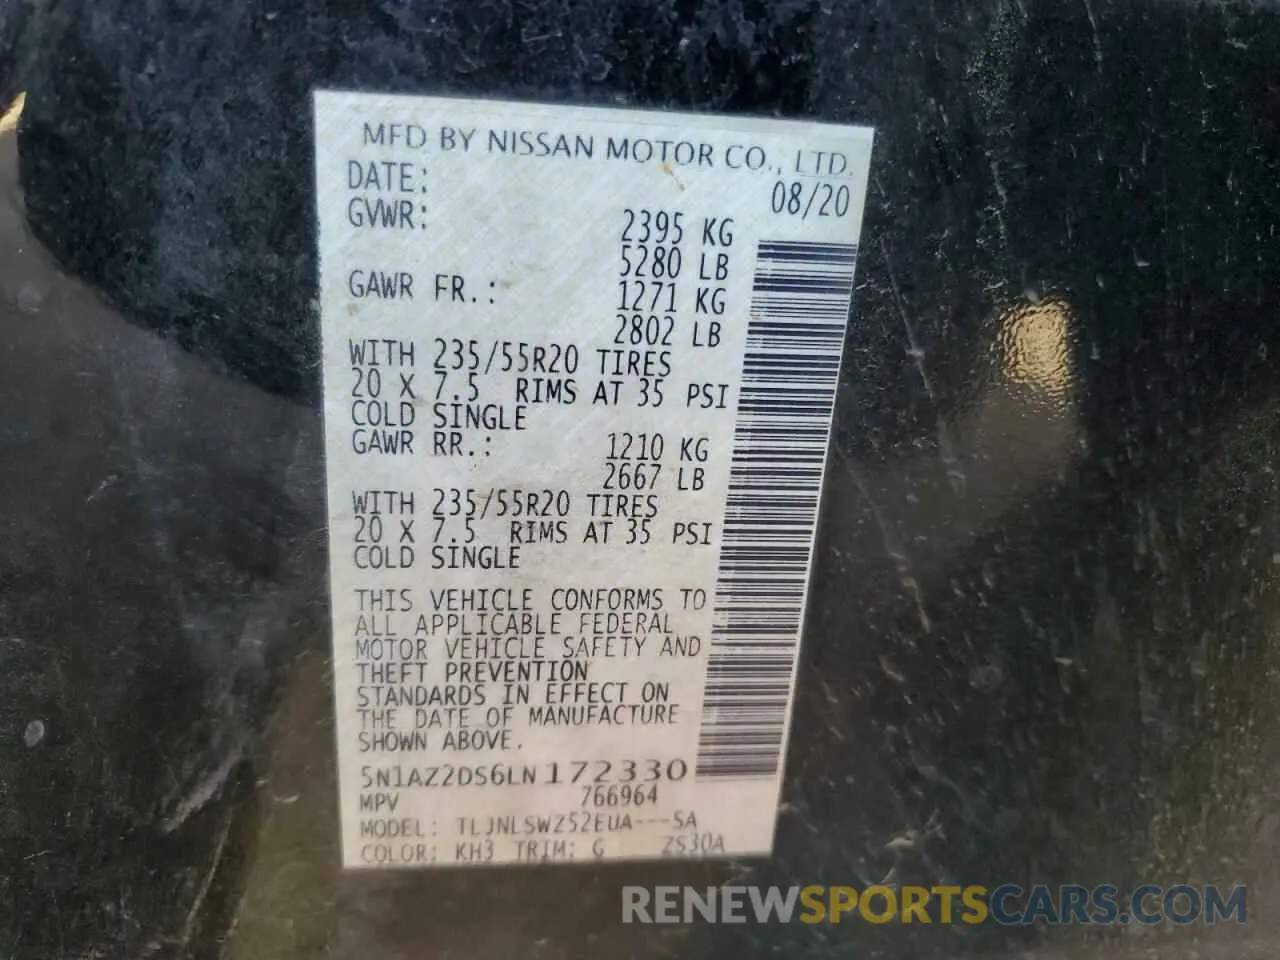 MFD BY NISSAN MOTOR CO., LTD.
DATE: 08/20
GVWR: 2395 KG
5280 LB
GAWR FR.: 1271 KG
2802 LB
WITH 235/55R20 TIRES
20 X 7.5 RIMS AT 35 PSI
COLD SINGLE
GAWR RR.: 1210 KG
2667 LB
WITH 235/55R20 TIRES
20 X 7.5 RIMS AT 35 PSI
COLD SINGLE
THIS VEHICLE CONFORMS TO
ALL APPLICABLE FEDERAL
MOTOR VEHICLE SAFETY AND
THEFT PREVENTION
STANDARDS IN EFFECT ON
THE DATE OF MANUFACTURE
SHOWN ABOVE.
5N1AZ2DS6LN172330
MPV 766964
MODEL: TLJNLSWZ52EUA---SA
COLOR: KH3 TRIM: G ZS30A
RENEWSPORTSCARS.COM